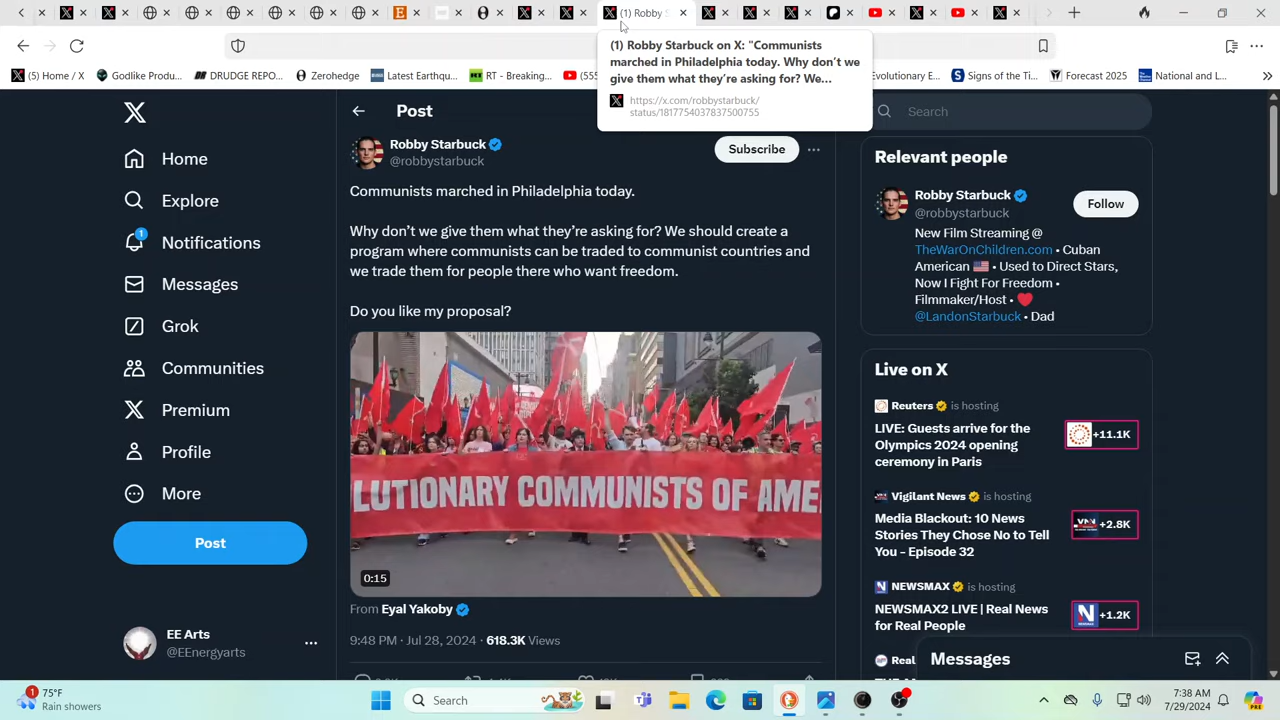 (1) Robby S
(5) Home / X
Godlike Produ...
DRUDGE REPO...
Zerohedge
Latest Earthqu...
RT - Breaking...
(555
Evolutionary E...
Signs of the Ti...
Forecast 2025
National and L...
(1) Robby Starbuck on X: "Communists
marched in Philadelphia today. Why don't we
give them what they're asking for? We...
https://x.com/robbystarbuck/
status/1817754037837500755
Home
Explore
1
Notifications
Messages
Grok
Communities
Premium
Profile
More
Post
EE Arts
@EEnergyarts
Post
Robby Starbuck
@robbystarbuck
Subscribe
Communists marched in Philadelphia today.
Why don't we give them what they're asking for? We should create a
program where communists can be traded to communist countries and
we trade them for people there who want freedom.
Do you like my proposal?
LUTIONARY COMMUNISTS OF AME
0:15
From Eyal Yakoby
9:48 PM · Jul 28, 2024 · 618.3K Views
Search
Relevant people
Robby Starbuck
@robbystarbuck
Follow
New Film Streaming @
TheWarOnChildren.com • Cuban
American 🇺🇸 • Used to Direct Stars,
Now I Fight For Freedom •
Filmmaker/Host • ❤️
@LandonStarbuck • Dad
Live on X
Reuters is hosting
LIVE: Guests arrive for the
Olympics 2024 opening
ceremony in Paris
+11.1K
Vigilant News is hosting
Media Blackout: 10 News
Stories They Chose No to Tell
You – Episode 32
+2.8K
NEWSMAX is hosting
NEWSMAX2 LIVE | Real News
for Real People
+1.2K
Real
Messages
1
75°F
Rain showers
Search
7:38 AM
7/29/2024